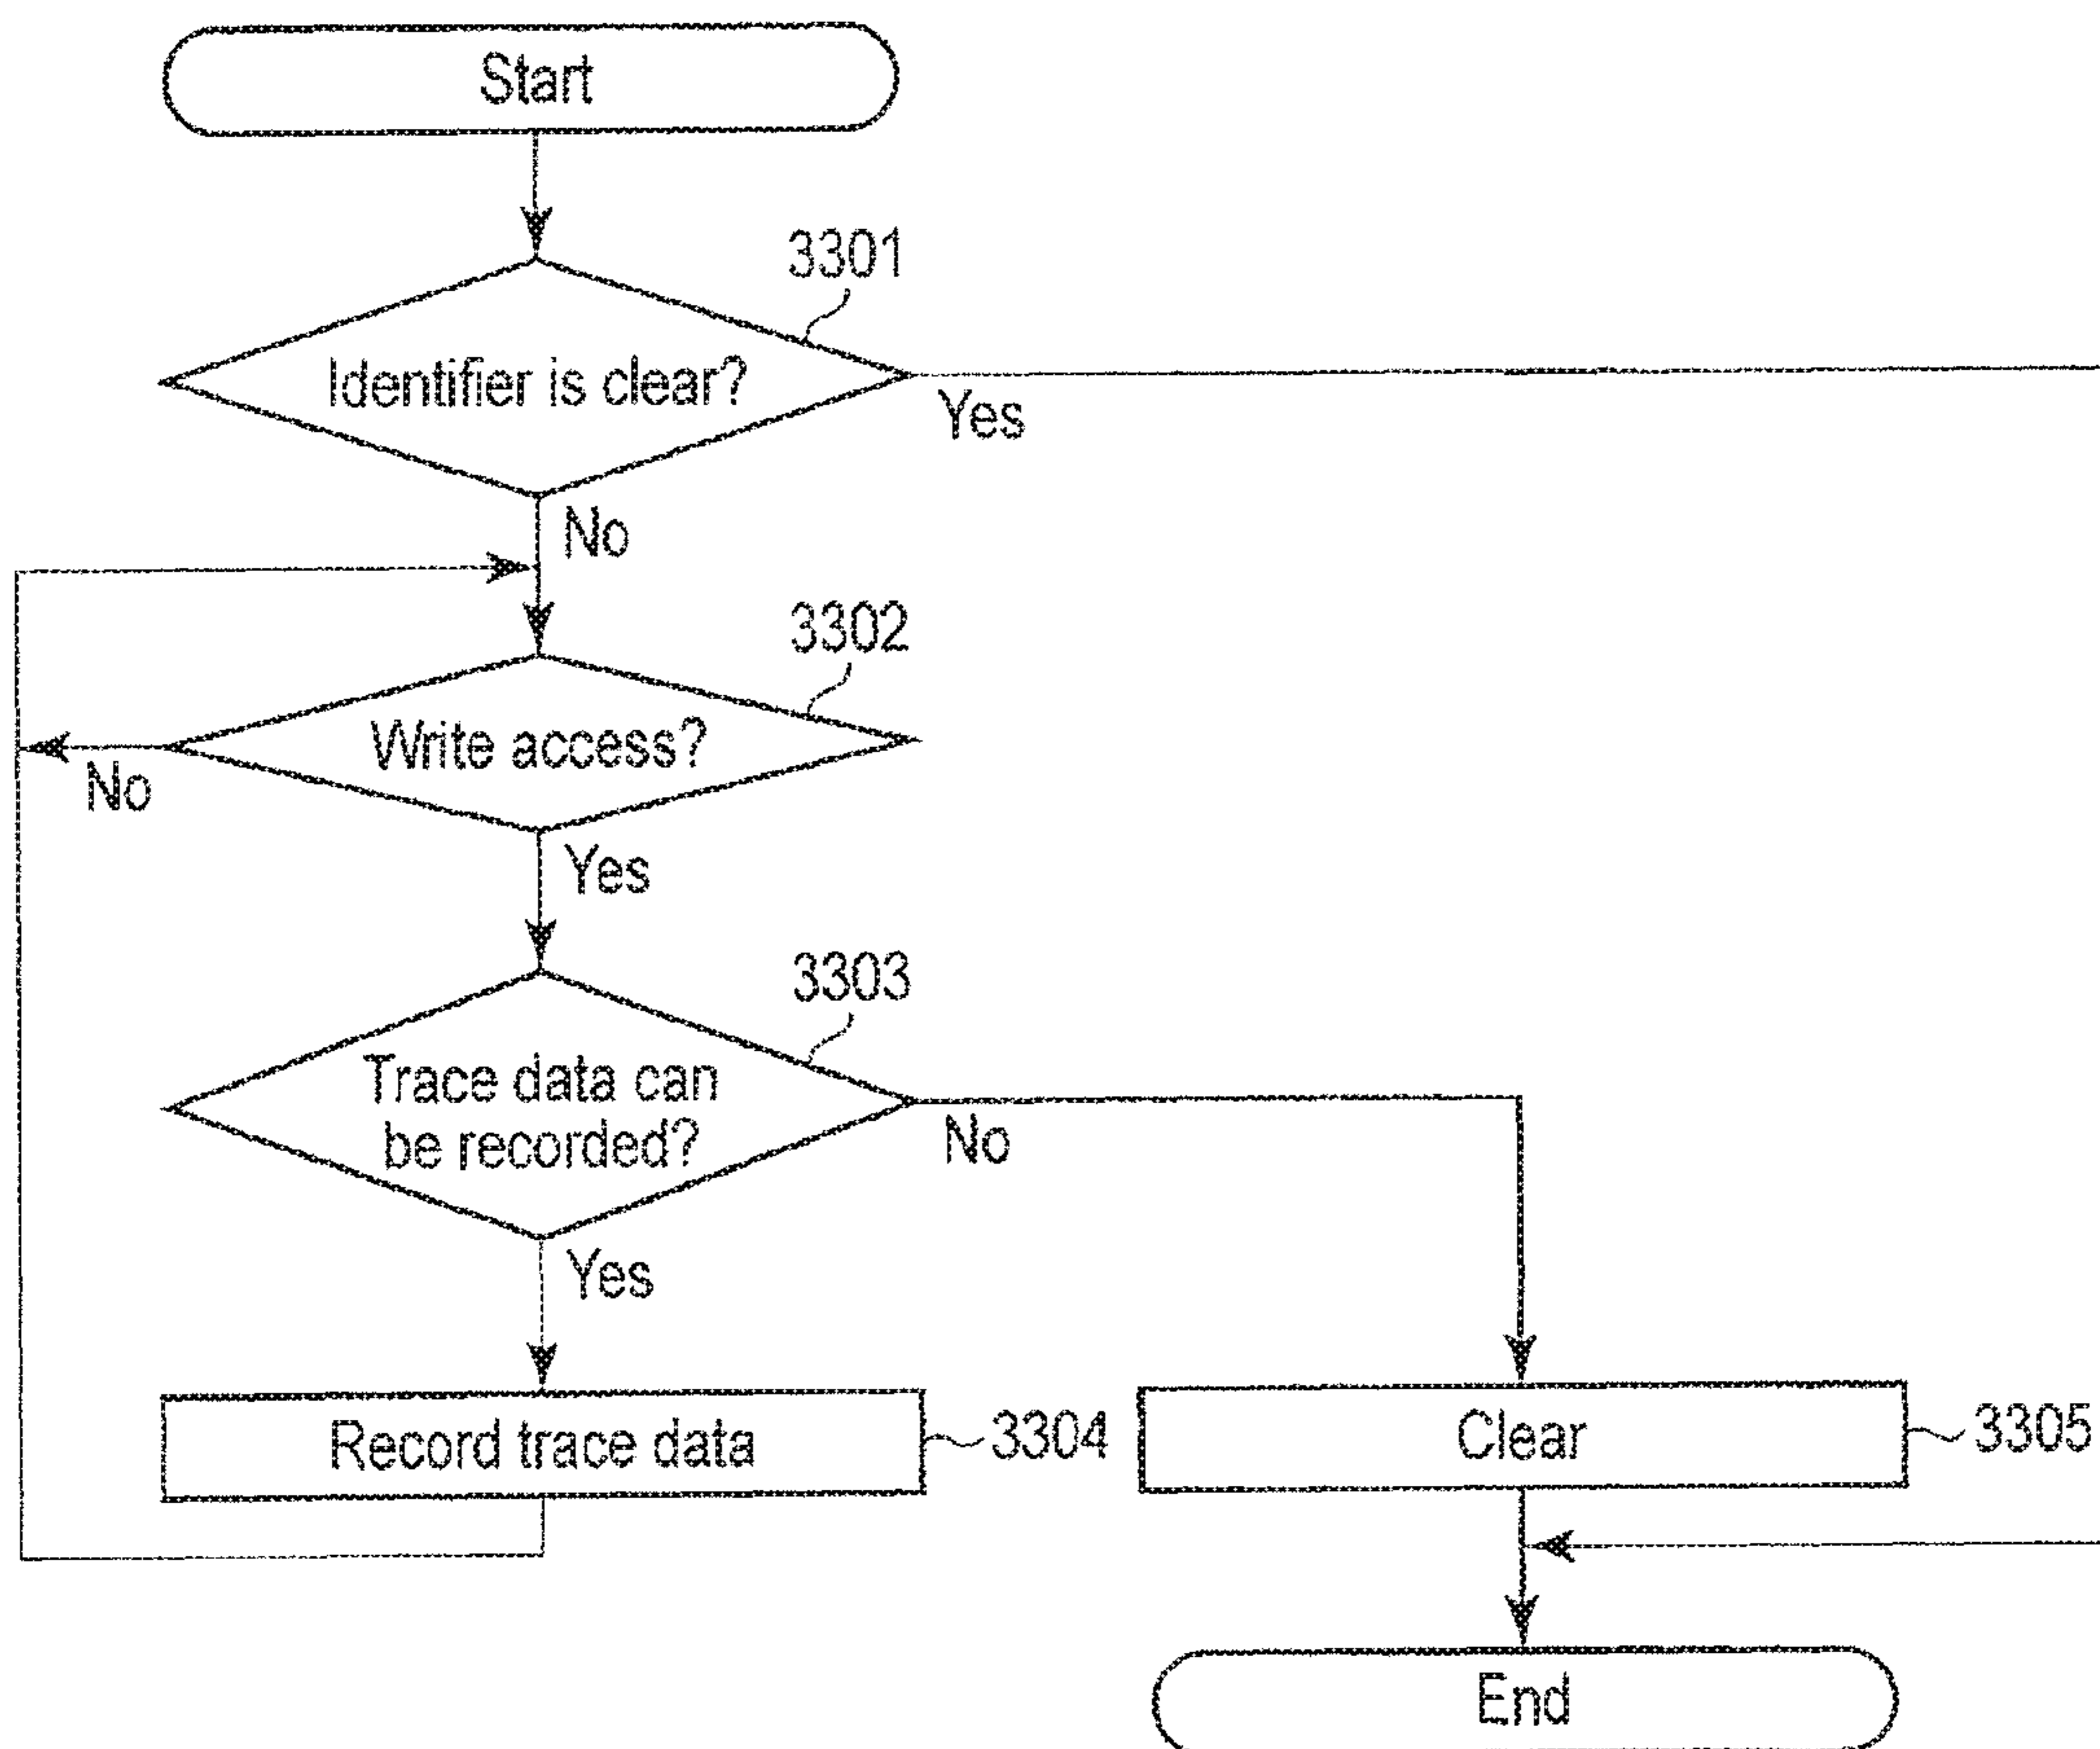 Start
3301
Identifier is clear?
Yes
No
3302
Write access?
No
Yes
3303
Trace data can
be recorded?
No
Yes
Record trace data
3304
Clear
3305
End